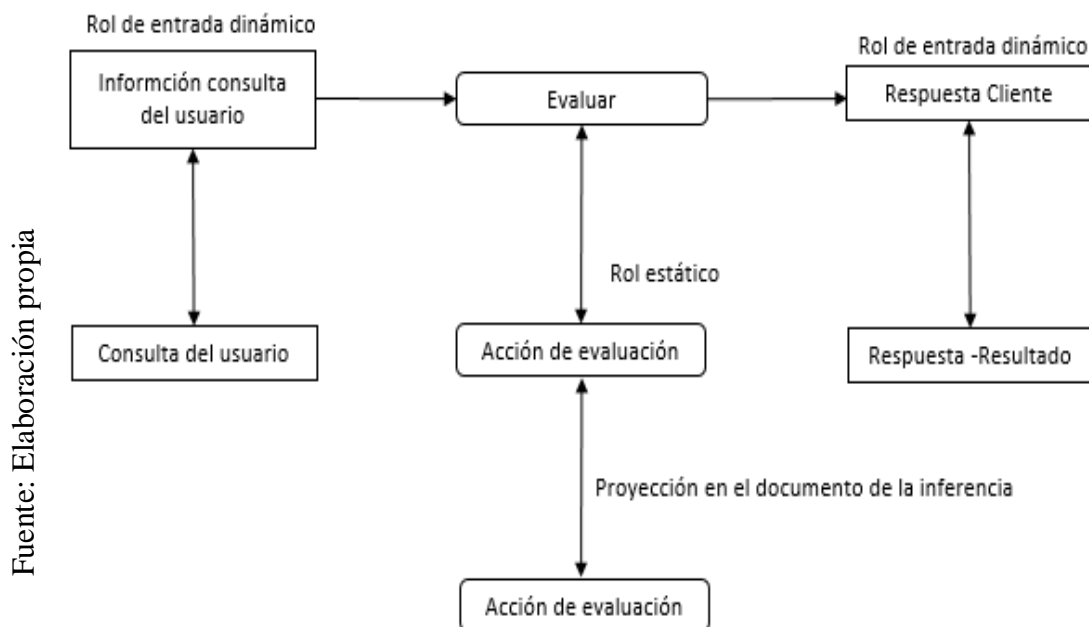 Rol de entrada dinámico
Informción consulta
del usuario
Evaluar
Rol de entrada dinámico
Respuesta Cliente
Rol estático
Consulta del usuario
Acción de evaluación
Respuesta -Resultado
Proyección en el documento de la inferencia
Acción de evaluación
Fuente: Elaboración propia